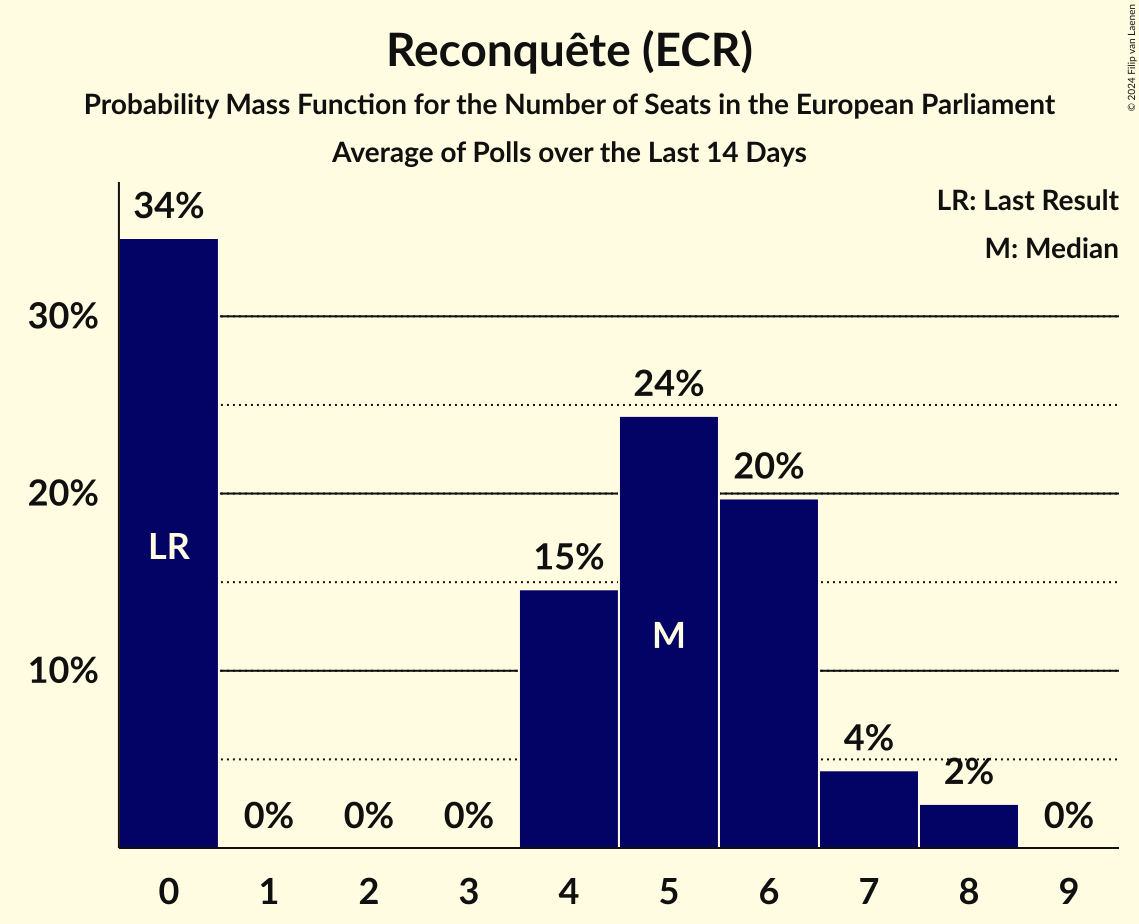 Reconquête (ECR)
Probability Mass Function for the Number of Seats in the European Parliament
Average of Polls over the Last 14 Days
© 2024 Filip van Laenen
LR: Last Result
M: Median
34%
30%
24%
20%
20%
LR
15%
M
10%
4%
2%
0%
0%
0%
0%
0 1 2 3 4 5 6 7 8 9